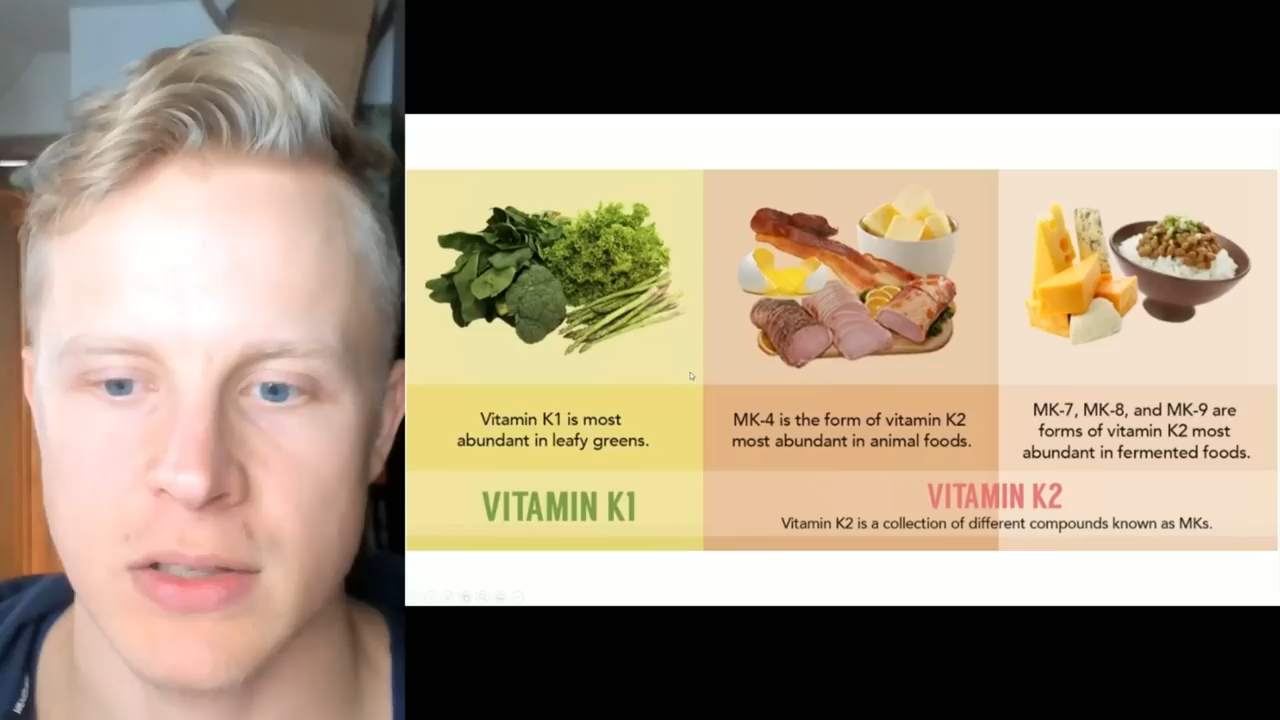 Vitamin K1 is most
abundant in leafy greens.
VITAMIN K1
MK-4 is the form of vitamin K2
most abundant in animal foods.
MK-7, MK-8, and MK-9 are
forms of vitamin K2 most
abundant in fermented foods.
VITAMIN K2
Vitamin K2 is a collection of different compounds known as MKs.